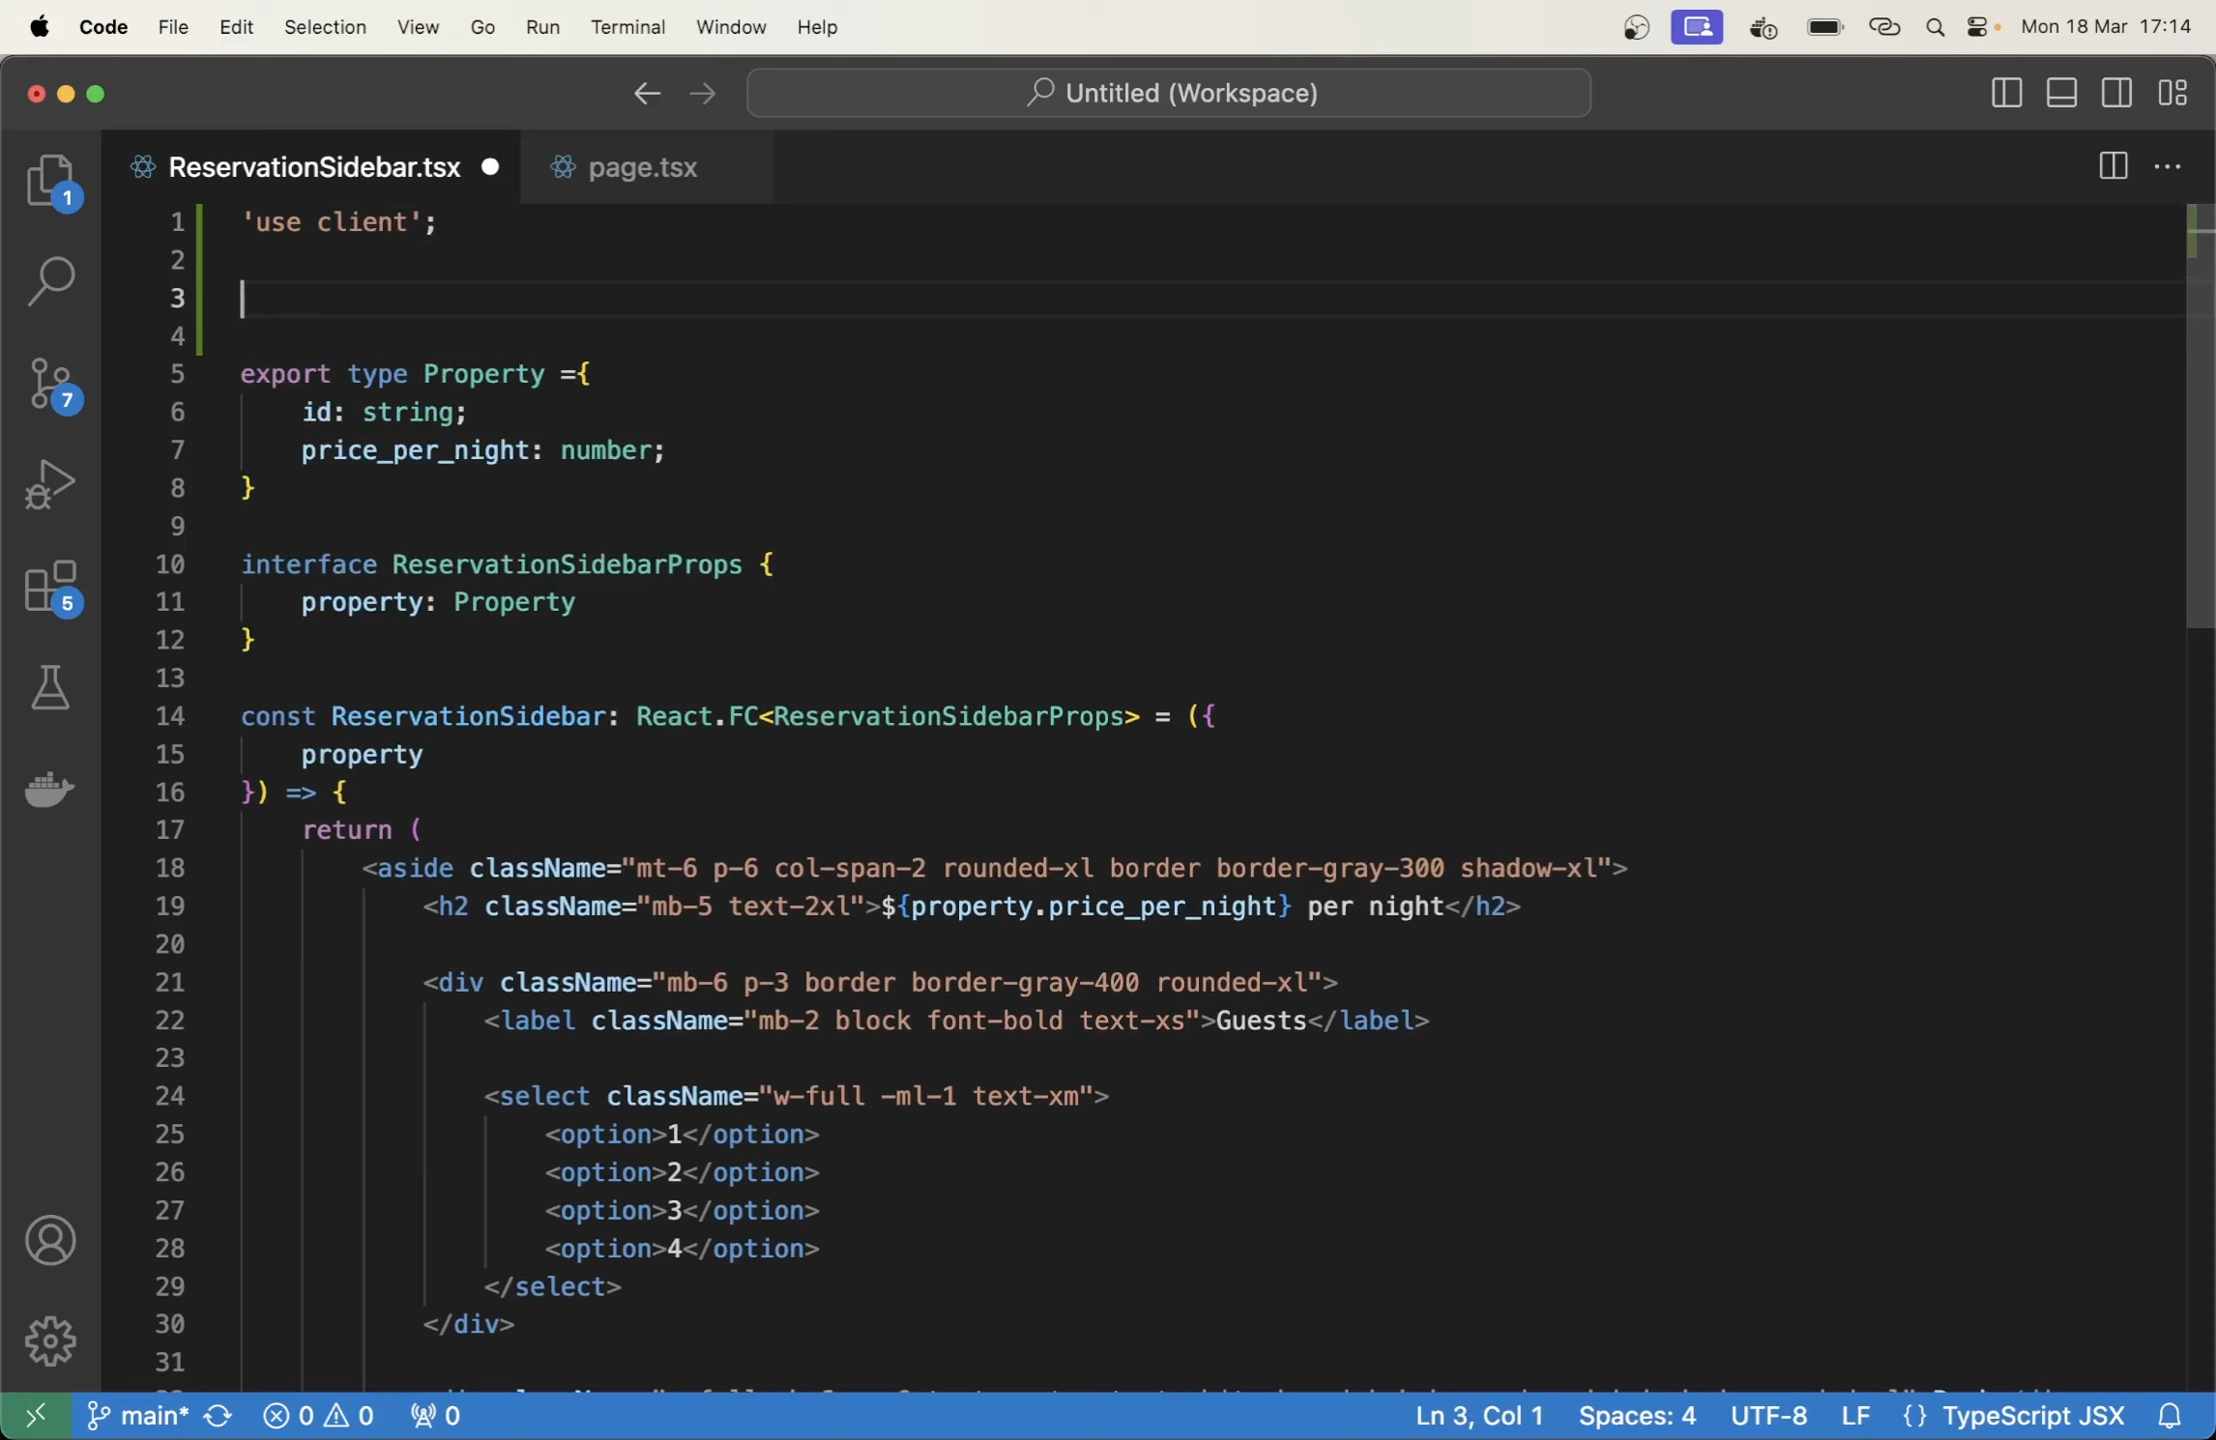 Code File Edit Selection View Go Run Terminal Window Help Mon 18 Mar 17:14
Untitled (Workspace)
ReservationSidebar.tsx page.tsx
1 'use client';
2
3
4
5 export type Property ={
6 id: string;
7 price_per_night: number;
8 }
9
10 interface ReservationSidebarProps {
11 property: Property
12 }
13
14 const ReservationSidebar: React.FC<ReservationSidebarProps> = ({
15 property
16 }) => {
17 return (
18 <aside className="mt-6 p-6 col-span-2 rounded-xl border border-gray-300 shadow-xl">
19 <h2 className="mb-5 text-2xl">${property.price_per_night} per night</h2>
20
21 <div className="mb-6 p-3 border border-gray-400 rounded-xl">
22 <label className="mb-2 block font-bold text-xs">Guests</label>
23
24 <select className="w-full -ml-1 text-xm">
25 <option>1</option>
26 <option>2</option>
27 <option>3</option>
28 <option>4</option>
29 </select>
30 </div>
31
1
7
5
main* 0 0 0 Ln 3, Col 1 Spaces: 4 UTF-8 LF {} TypeScript JSX